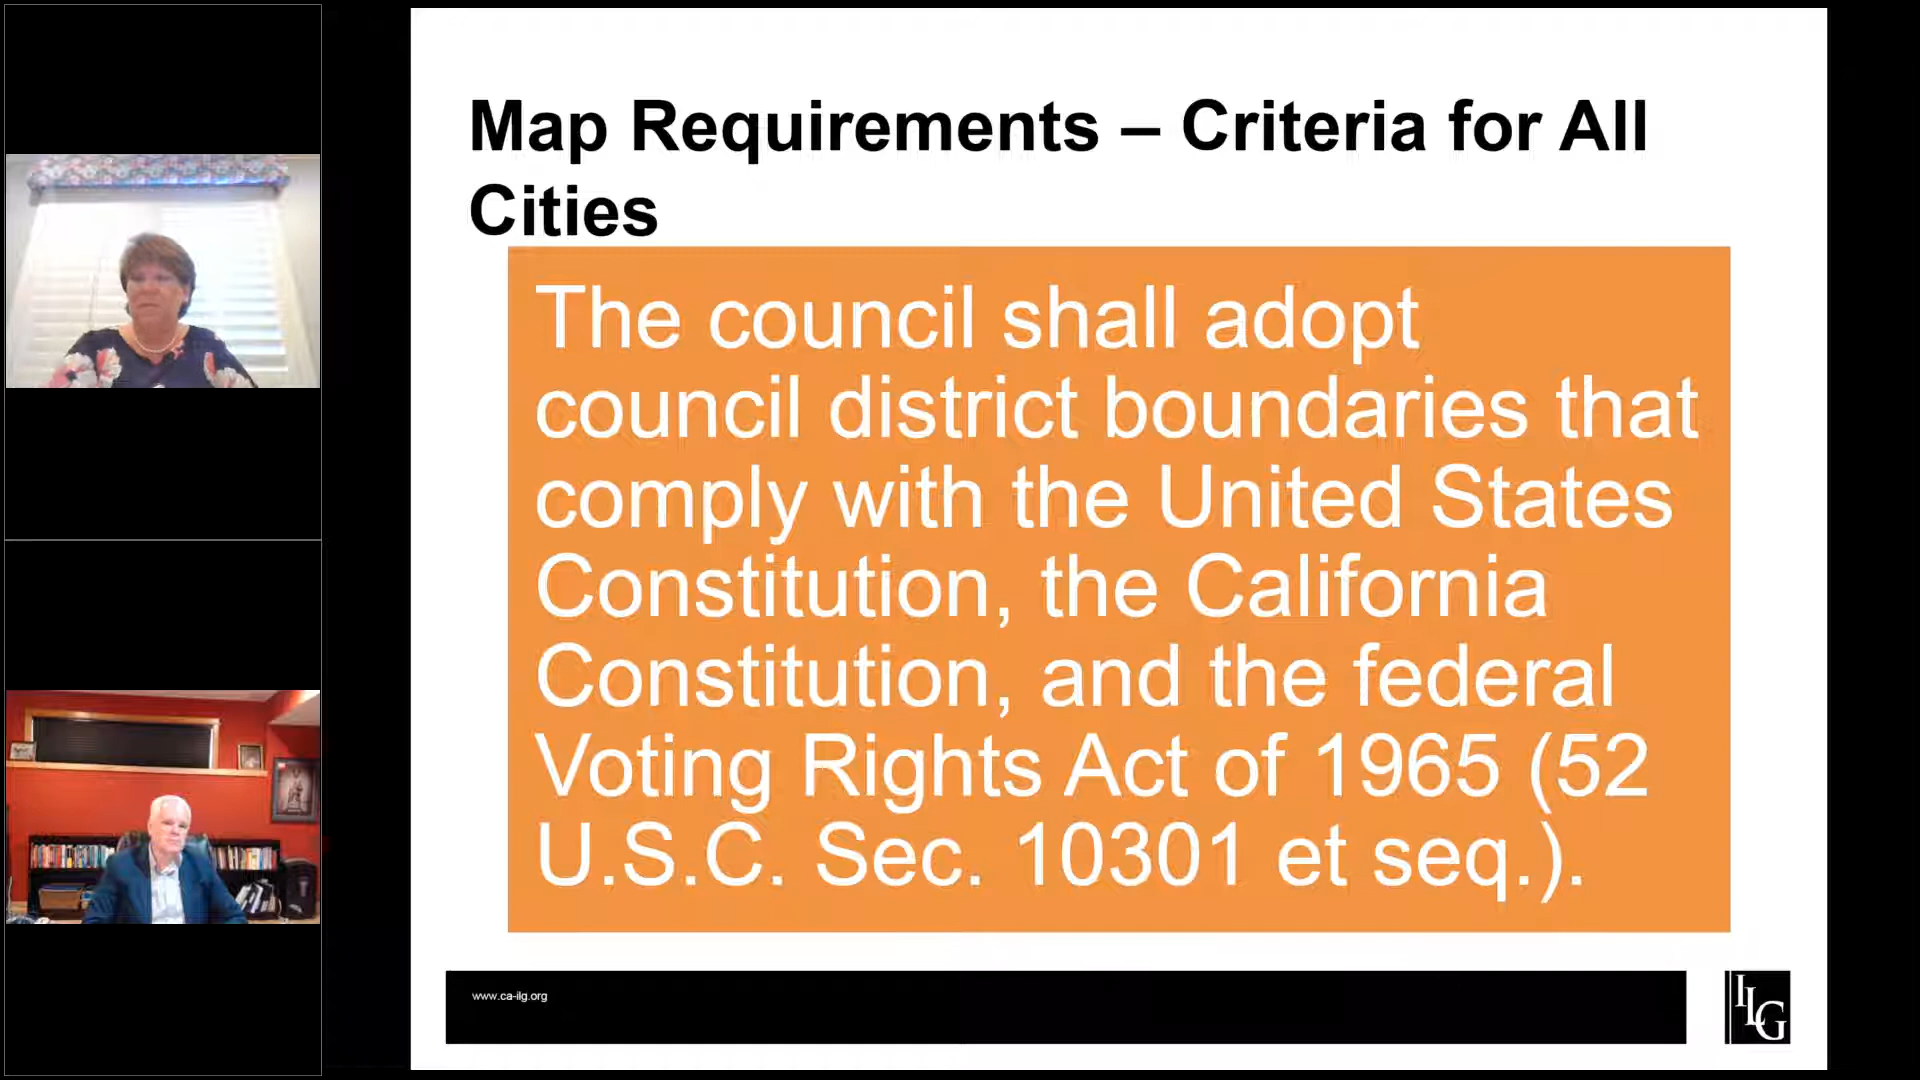 Map Requirements – Criteria for All
Cities
The council shall adopt
council district boundaries that
comply with the United States
Constitution, the California
Constitution, and the federal
Voting Rights Act of 1965 (52
U.S.C. Sec. 10301 et seq.).
www.ca-ilg.org
ILG